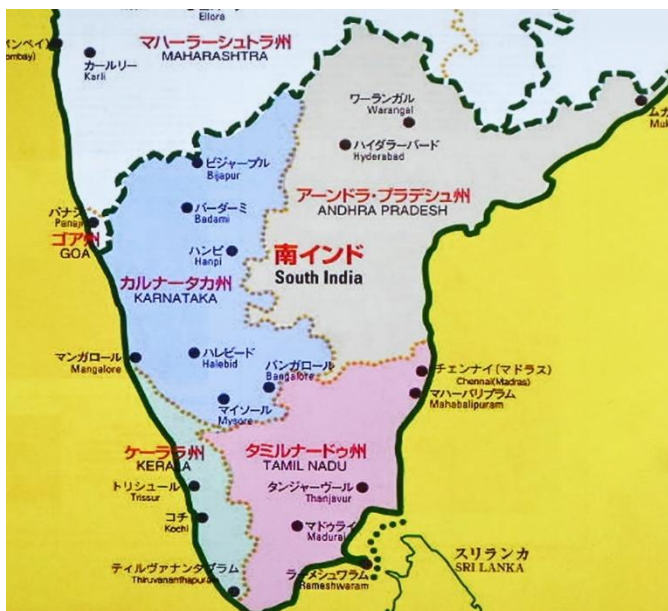 Ellora
マハーラーシュトラ州
MAHARASHTRA
ンベイ)
ombay)
カールリー
Karli
ワーランガル
Warangal
ハイダラーバード
Hyderabad
ビジャープル
Bijapur
アーンドラ・プラデシュ州
ANDHRA PRADESH
バーダーミ
Badami
パナジ
Panaji
ゴア州
GOA
ハンピ
Hanpi
南インド
South India
カルナータカ州
KARNATAKA
マンガロール
Mangalore
ハレビード
Halebid
バンガロール
Bangalore
チェンナイ(マドラス)
Chennai(Madras)
マイソール
Mysore
マハーバリプラム
Mahabalipuram
ケーララ州
KERALA
タミルナードゥ州
TAMIL NADU
トリシュール
Trissur
タンジャーヴール
Thanjavur
コチ
Kochi
マドゥライ
Madurai
スリランカ
SRI LANKA
ティルヴァナンタプラム
Thiruvananthapuram
ラーメシュワラム
Rameshwaram